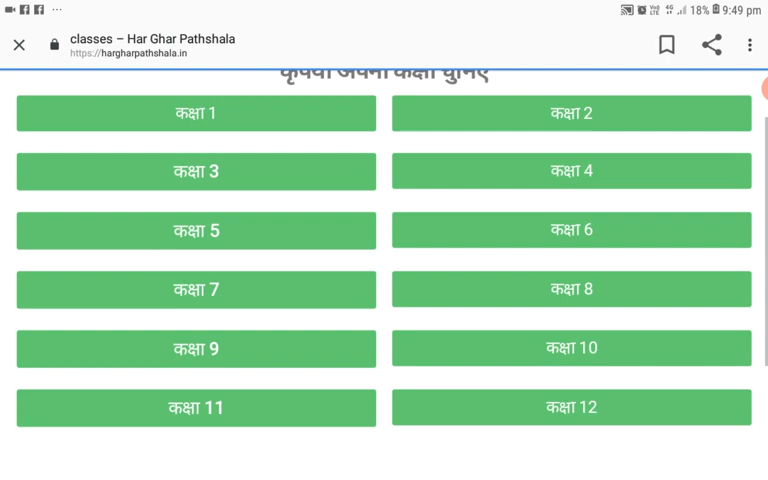 18% 9:49 pm
classes – Har Ghar Pathshala
https://hargharpathshala.in
कृपया अपनी कक्षा चुनिए
कक्षा 1
कक्षा 2
कक्षा 3
कक्षा 4
कक्षा 5
कक्षा 6
कक्षा 7
कक्षा 8
कक्षा 9
कक्षा 10
कक्षा 11
कक्षा 12